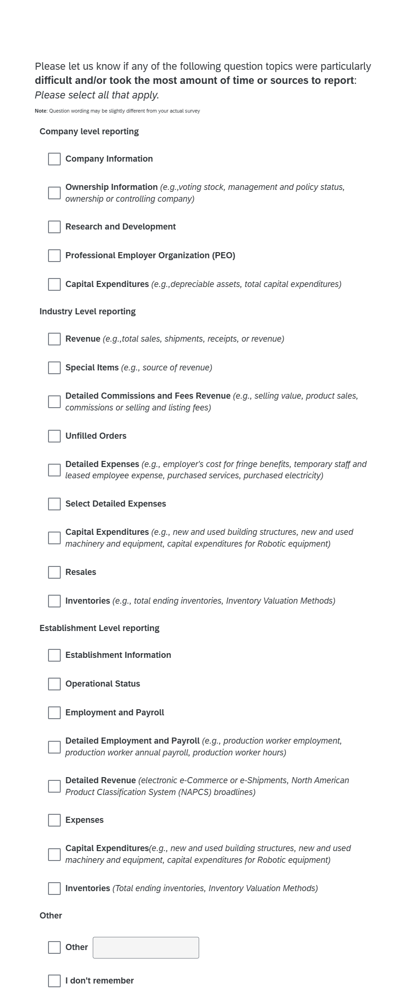 Please let us know if any of the following question topics were particularly
difficult and/or took the most amount of time or sources to report:
Please select all that apply.
Note: Question wording may be slightly different from your actual survey
Company level reporting
Company Information
Ownership Information (e.g.,voting stock, management and policy status,
ownership or controlling company)
Research and Development
Professional Employer Organization (PEO)
Capital Expenditures (e.g.,depreciable assets, total capital expenditures)
Industry Level reporting
Revenue (e.g.,total sales, shipments, receipts, or revenue)
Special Items (e.g., source of revenue)
Detailed Commissions and Fees Revenue (e.g., selling value, product sales,
commissions or selling and listing fees)
Unfilled Orders
Detailed Expenses (e.g., employer's cost for fringe benefits, temporary staff and
leased employee expense, purchased services, purchased electricity)
Select Detailed Expenses
Capital Expenditures (e.g., new and used building structures, new and used
machinery and equipment, capital expenditures for Robotic equipment)
Resales
Inventories (e.g., total ending inventories, Inventory Valuation Methods)
Establishment Level reporting
Establishment Information
Operational Status
Employment and Payroll
Detailed Employment and Payroll (e.g., production worker employment,
production worker annual payroll, production worker hours)
Detailed Revenue (electronic e-Commerce or e-Shipments, North American
Product Classification System (NAPCS) broadlines)
Expenses
Capital Expenditures(e.g., new and used building structures, new and used
machinery and equipment, capital expenditures for Robotic equipment)
Inventories (Total ending inventories, Inventory Valuation Methods)
Other
Other
I don't remember